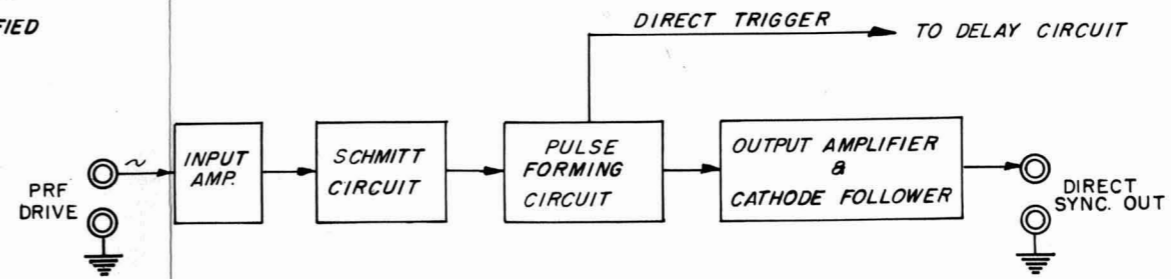 FIED
DIRECT TRIGGER
TO DELAY CIRCUIT
PRF
DRIVE
~
INPUT
AMP.
SCHMITT
CIRCUIT
PULSE
FORMING
CIRCUIT
OUTPUT AMPLIFIER
&
CATHODE FOLLOWER
DIRECT
SYNC. OUT